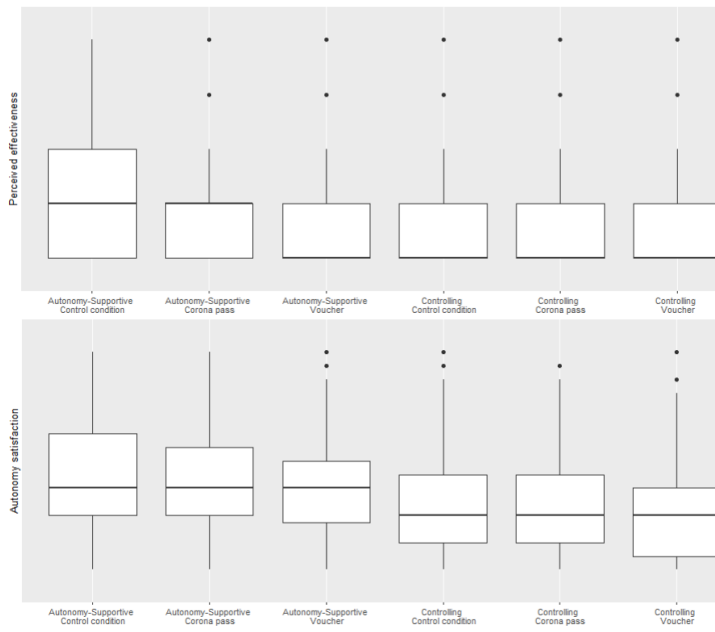 Perceived effectiveness
Autonomy-Supportive
Control condition
Autonomy-Supportive
Corona pass
Autonomy-Supportive
Voucher
Controlling
Control condition
Controlling
Corona pass
Controlling
Voucher
Autonomy satisfaction
Autonomy-Supportive
Control condition
Autonomy-Supportive
Corona pass
Autonomy-Supportive
Voucher
Controlling
Control condition
Controlling
Corona pass
Controlling
Voucher